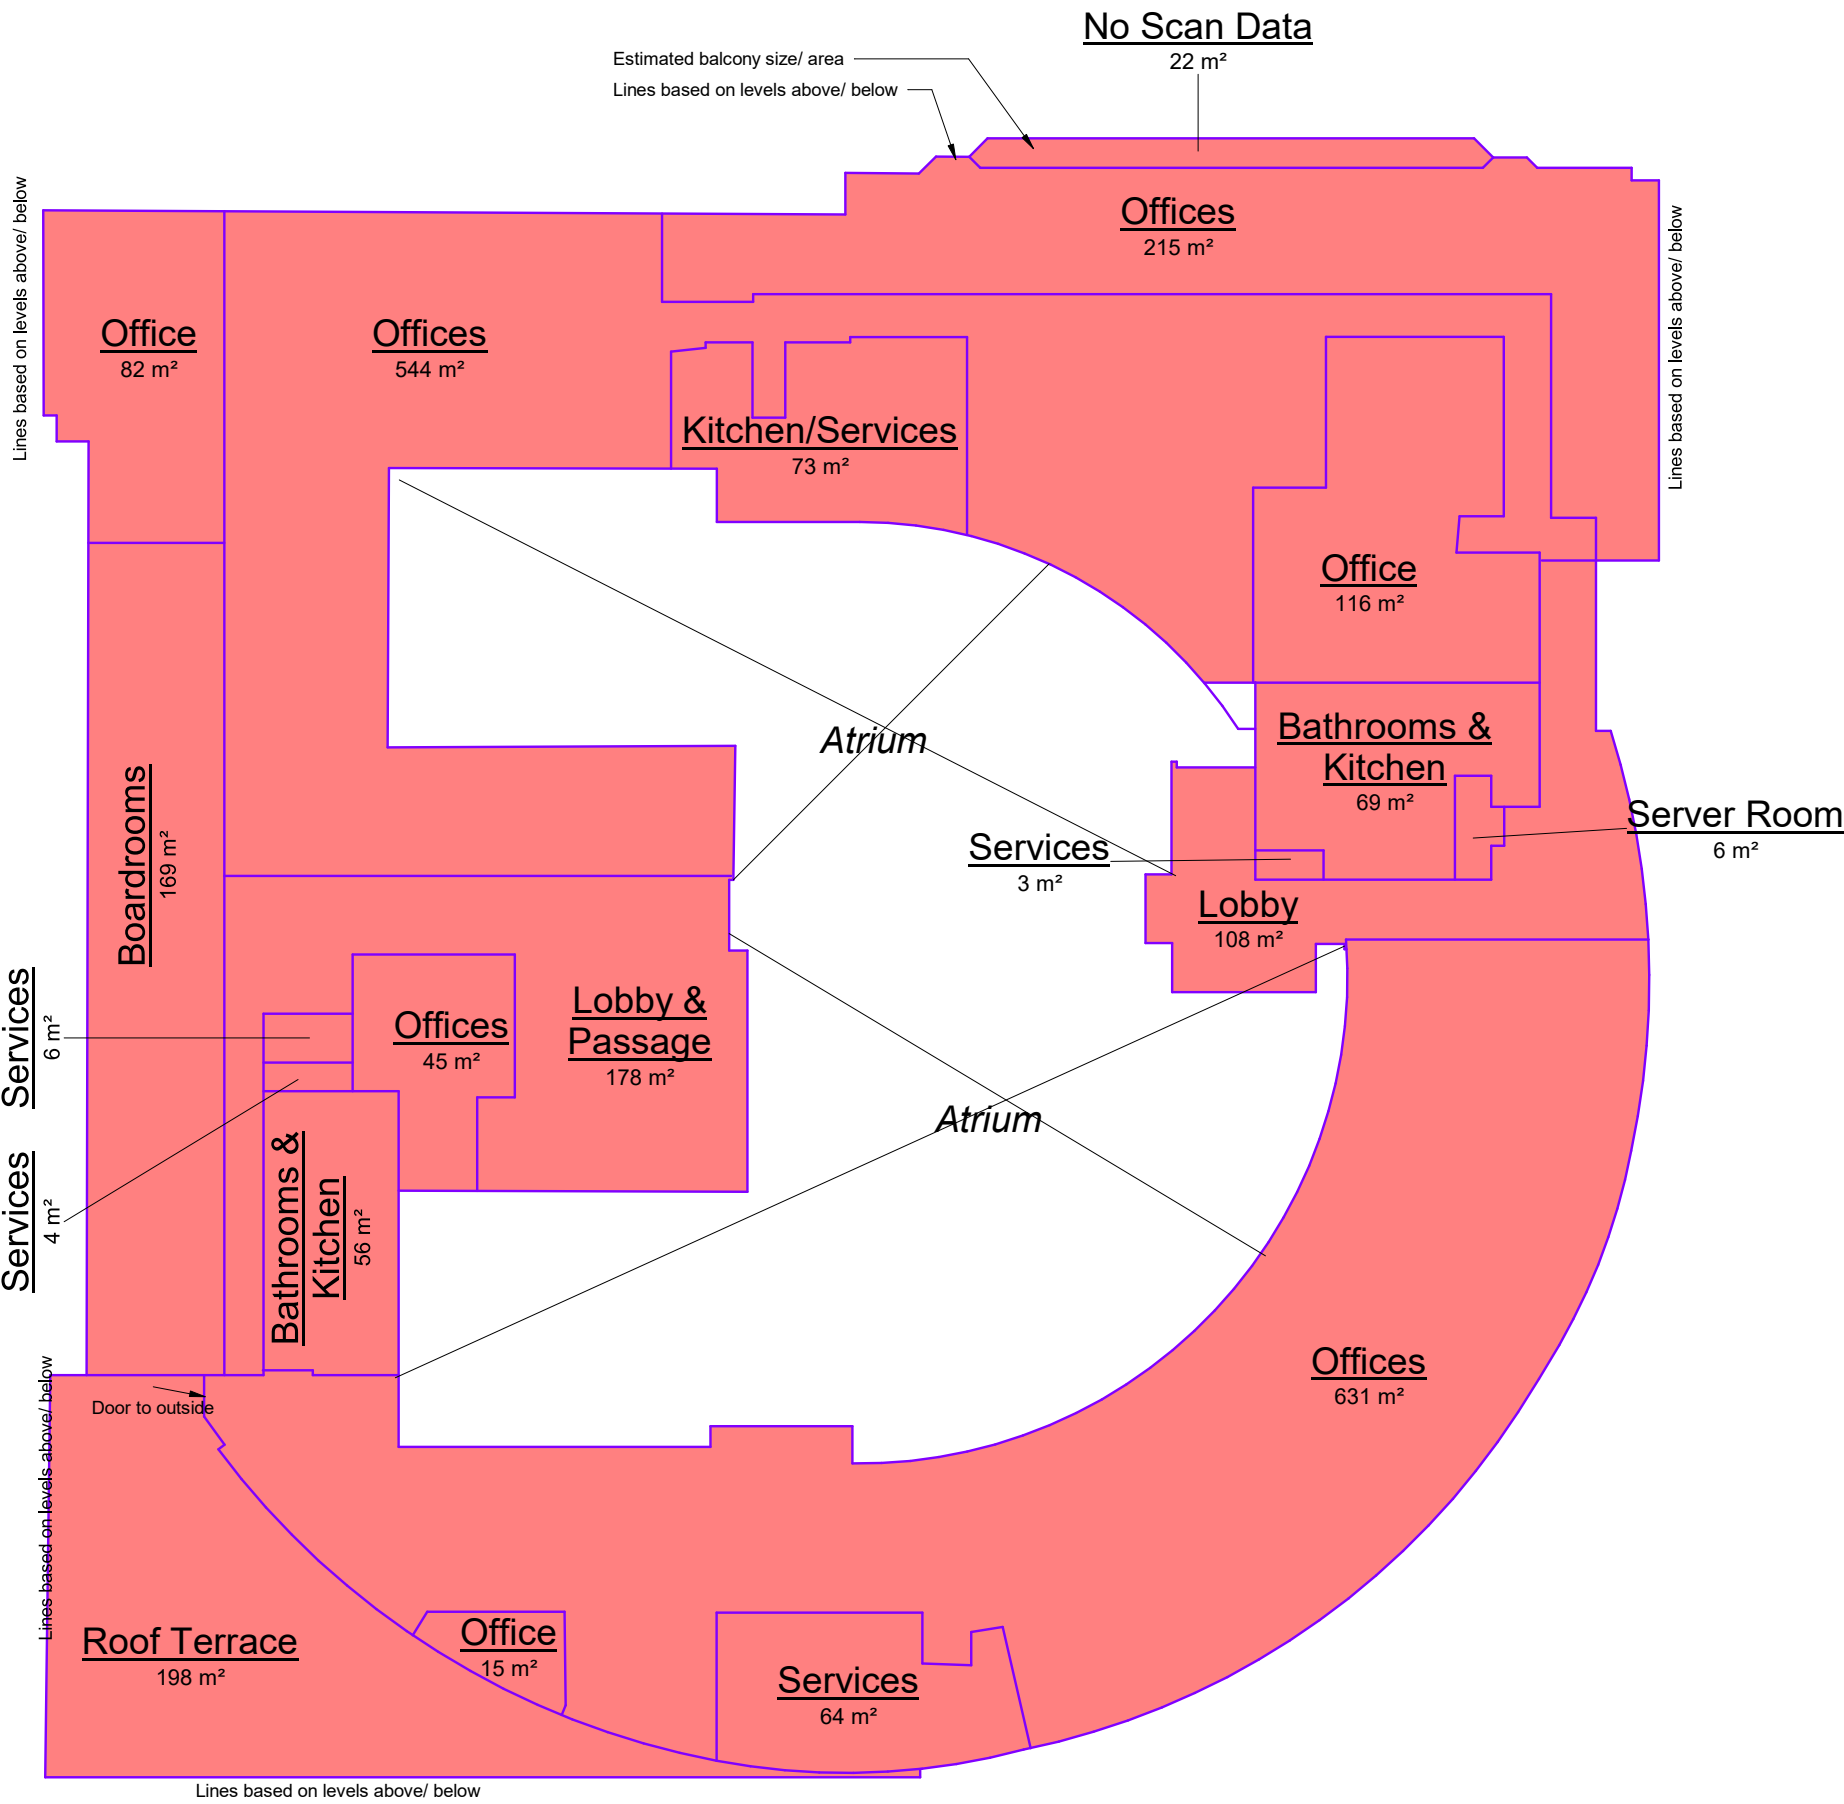 No Scan Data
22 m²
Estimated balcony size/ area
Lines based on levels above/ below
Lines based on levels above/ below
Offices
215 m²
Lines based on levels above/ below
Office
82 m²
Offices
544 m²
Kitchen/Services
73 m²
Office
116 m²
Atrium
Bathrooms &
Kitchen
69 m²
Server Room
6 m²
Services
3 m²
Lobby
108 m²
Boardrooms
169 m²
Services
6 m²
Offices
45 m²
Lobby &
Passage
178 m²
Atrium
Services
4 m²
Bathrooms &
Kitchen
56 m²
Offices
631 m²
Door to outside
Lines based on levels above/ below
Roof Terrace
198 m²
Office
15 m²
Services
64 m²
Lines based on levels above/ below